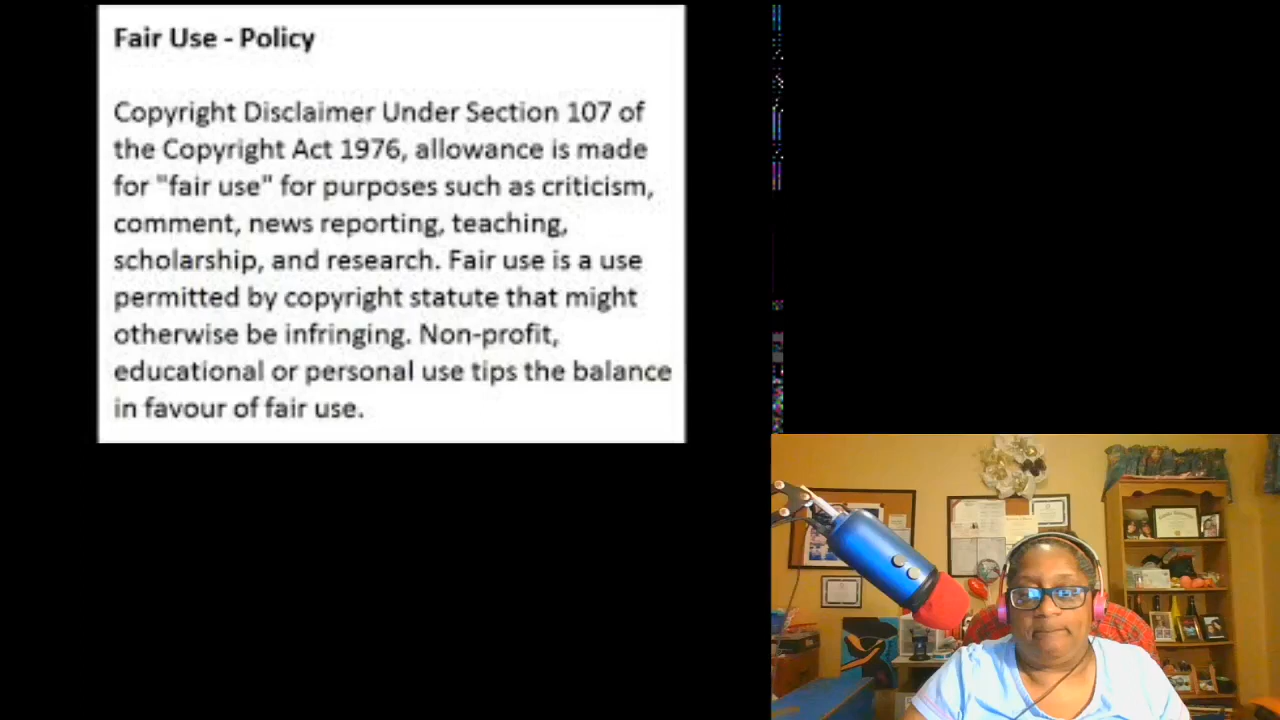 Fair Use - Policy
Copyright Disclaimer Under Section 107 of
the Copyright Act 1976, allowance is made
for "fair use" for purposes such as criticism,
comment, news reporting, teaching,
scholarship, and research. Fair use is a use
permitted by copyright statute that might
otherwise be infringing. Non-profit,
educational or personal use tips the balance
in favour of fair use.